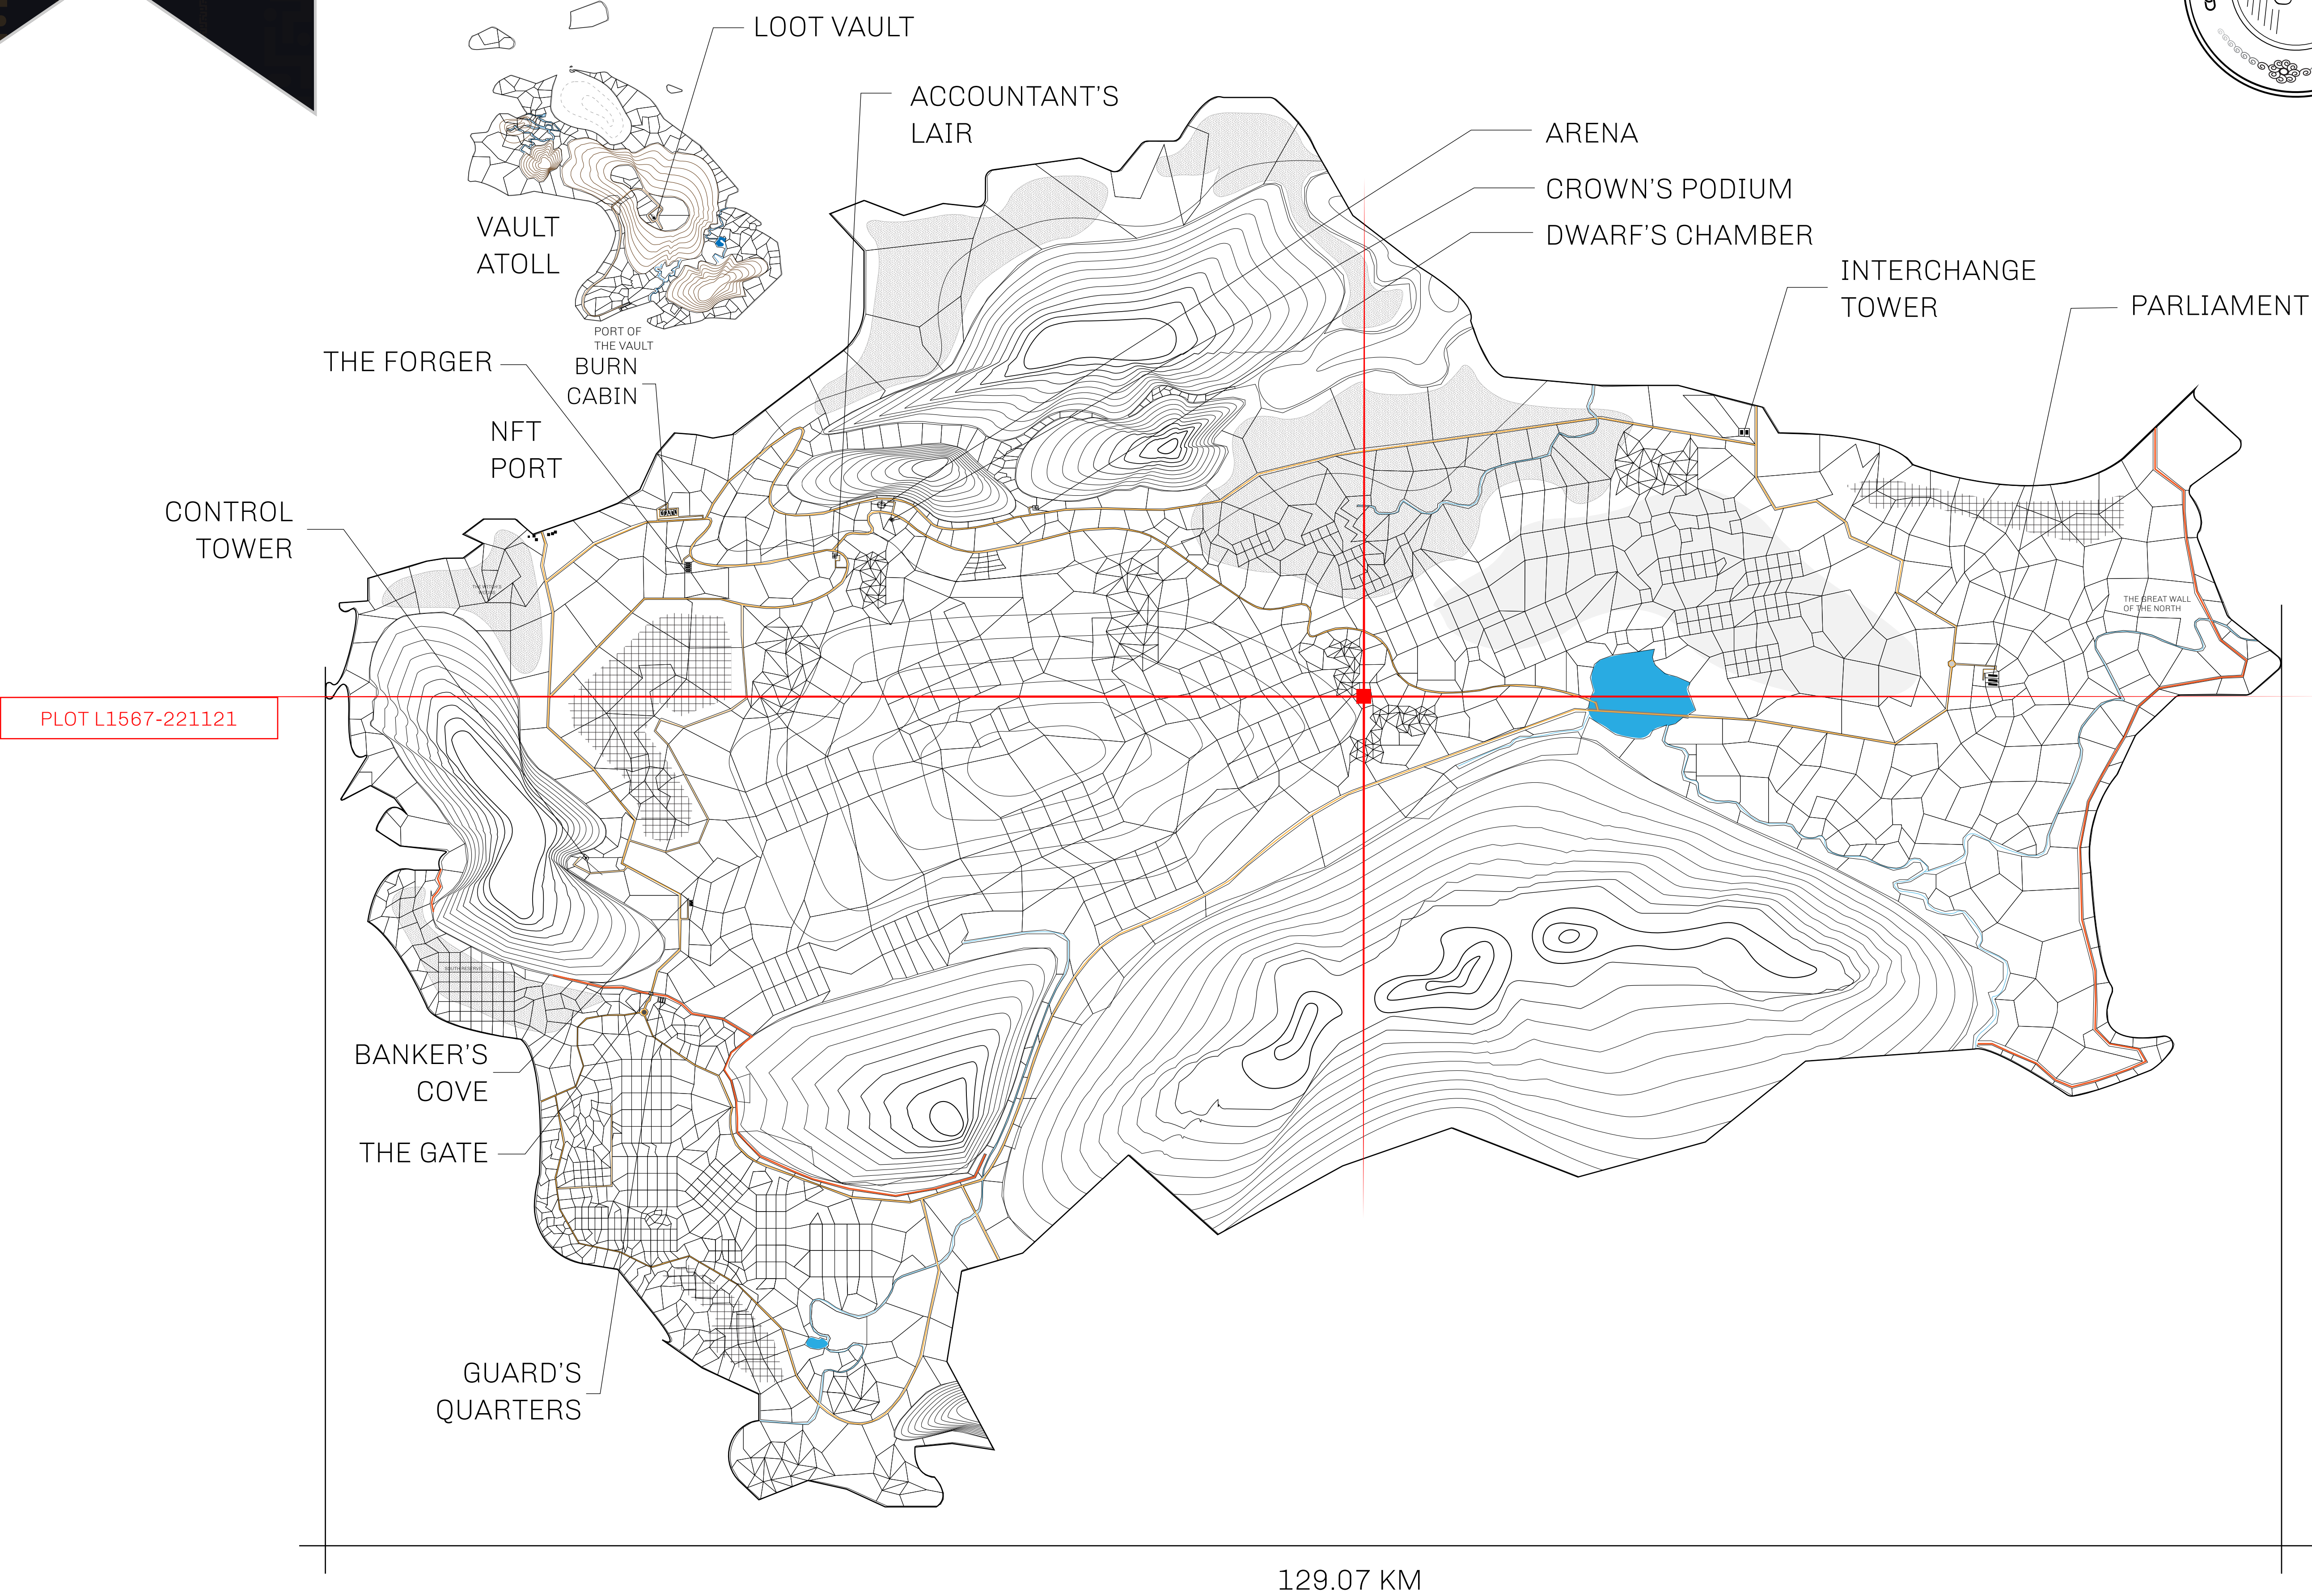 LOOT VAULT
ACCOUNTANT'S
LAIR
ARENA
CROWN'S PODIUM
DWARF'S CHAMBER
INTERCHANGE
TOWER
PARLIAMENT
VAULT
ATOLL
PORT OF
THE VAULT
THE FORGER
BURN
CABIN
NFT
PORT
CONTROL
TOWER
THE GREAT WALL
OF THE NORTH
PLOT L1567-221121
SOUTH RESERVE
BANKER'S
COVE
THE GATE
GUARD'S
QUARTERS
129.07 KM